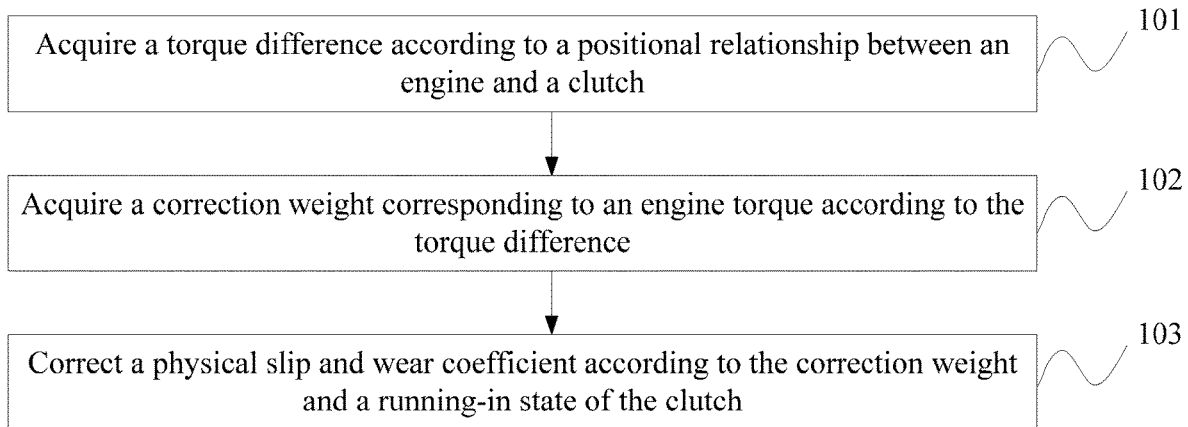 Acquire a torque difference according to a positional relationship between an
engine and a clutch
101
Acquire a correction weight corresponding to an engine torque according to the
torque difference
102
Correct a physical slip and wear coefficient according to the correction weight
and a running-in state of the clutch
103